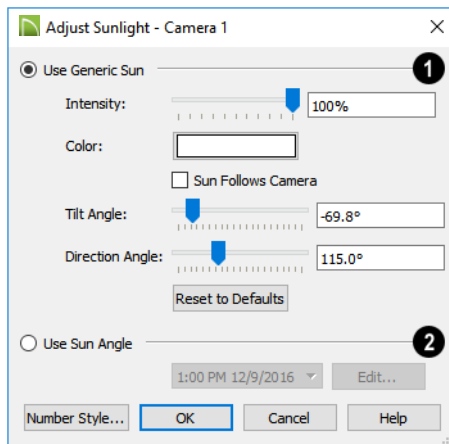 Adjust Sunlight - Camera 1
Use Generic Sun 1
Intensity: 100%
Color:
Sun Follows Camera
Tilt Angle: -69.8°
Direction Angle: 115.0°
Reset to Defaults
Use Sun Angle 2
1:00 PM 12/9/2016 Edit...
Number Style... OK Cancel Help